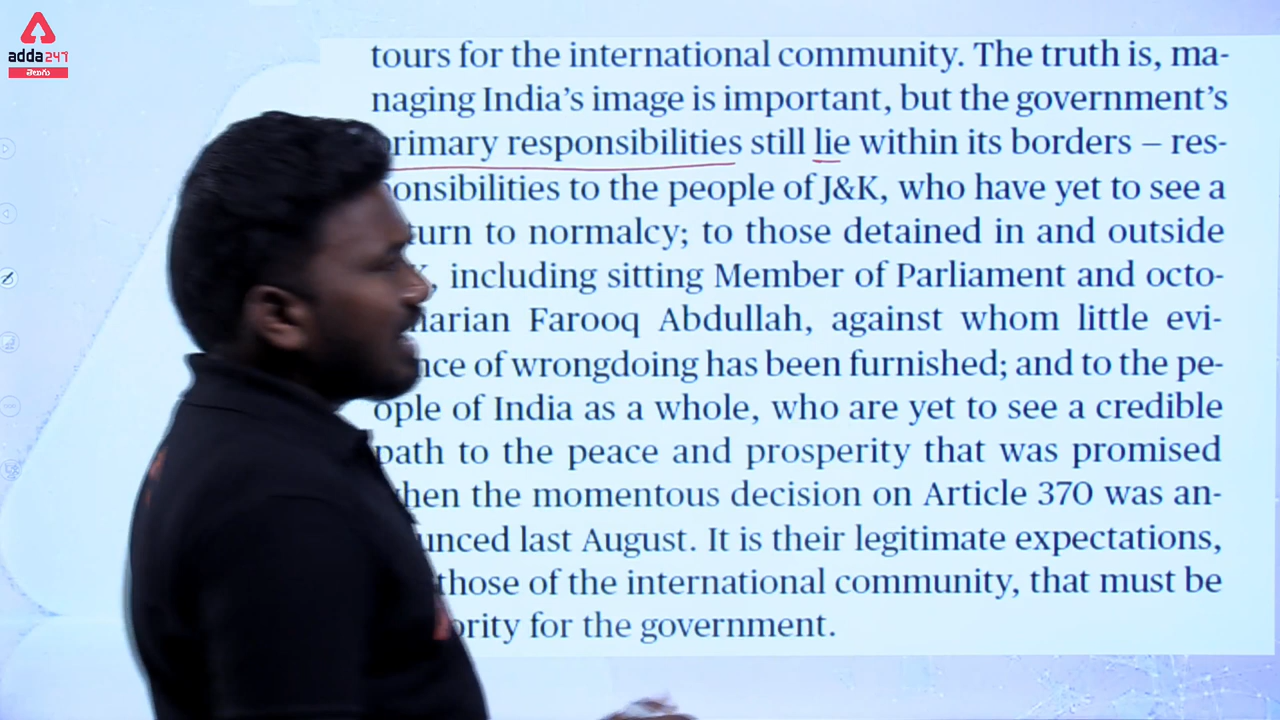 adda247
తెలుగు
tours for the international community. The truth is, ma-
naging India's image is important, but the government's
primary responsibilities still lie within its borders – res-
ponsibilities to the people of J&K, who have yet to see a
turn to normalcy; to those detained in and outside
K, including sitting Member of Parliament and octo-
narian Farooq Abdullah, against whom little evi-
nce of wrongdoing has been furnished; and to the pe-
ople of India as a whole, who are yet to see a credible
path to the peace and prosperity that was promised
when the momentous decision on Article 370 was an-
unced last August. It is their legitimate expectations,
those of the international community, that must be
ority for the government.